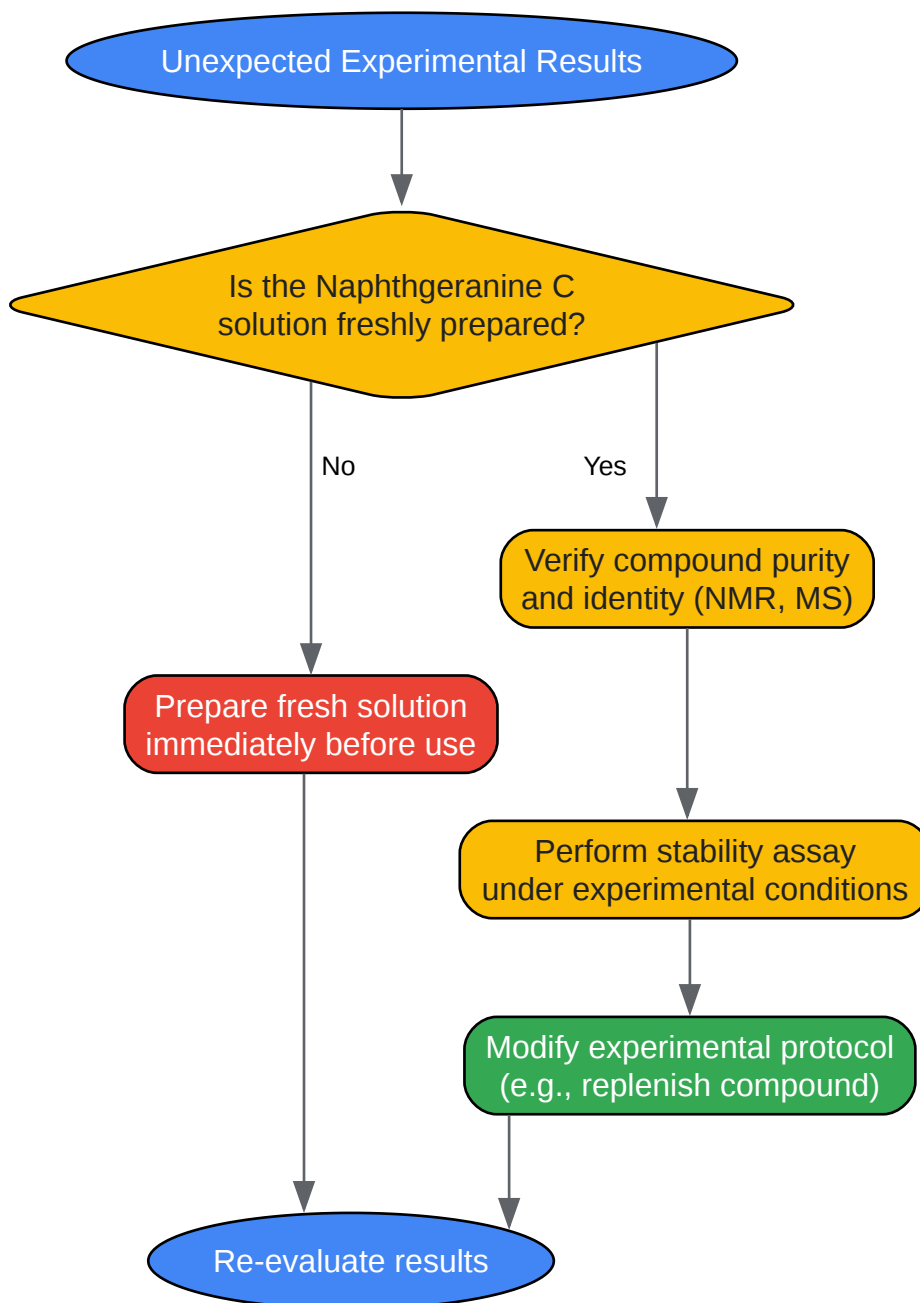 Unexpected Experimental Results
Is the Naphthgeranine C
solution freshly prepared?
No
Yes
Verify compound purity
and identity (NMR, MS)
Prepare fresh solution
immediately before use
Perform stability assay
under experimental conditions
Modify experimental protocol
(e.g., replenish compound)
Re-evaluate results